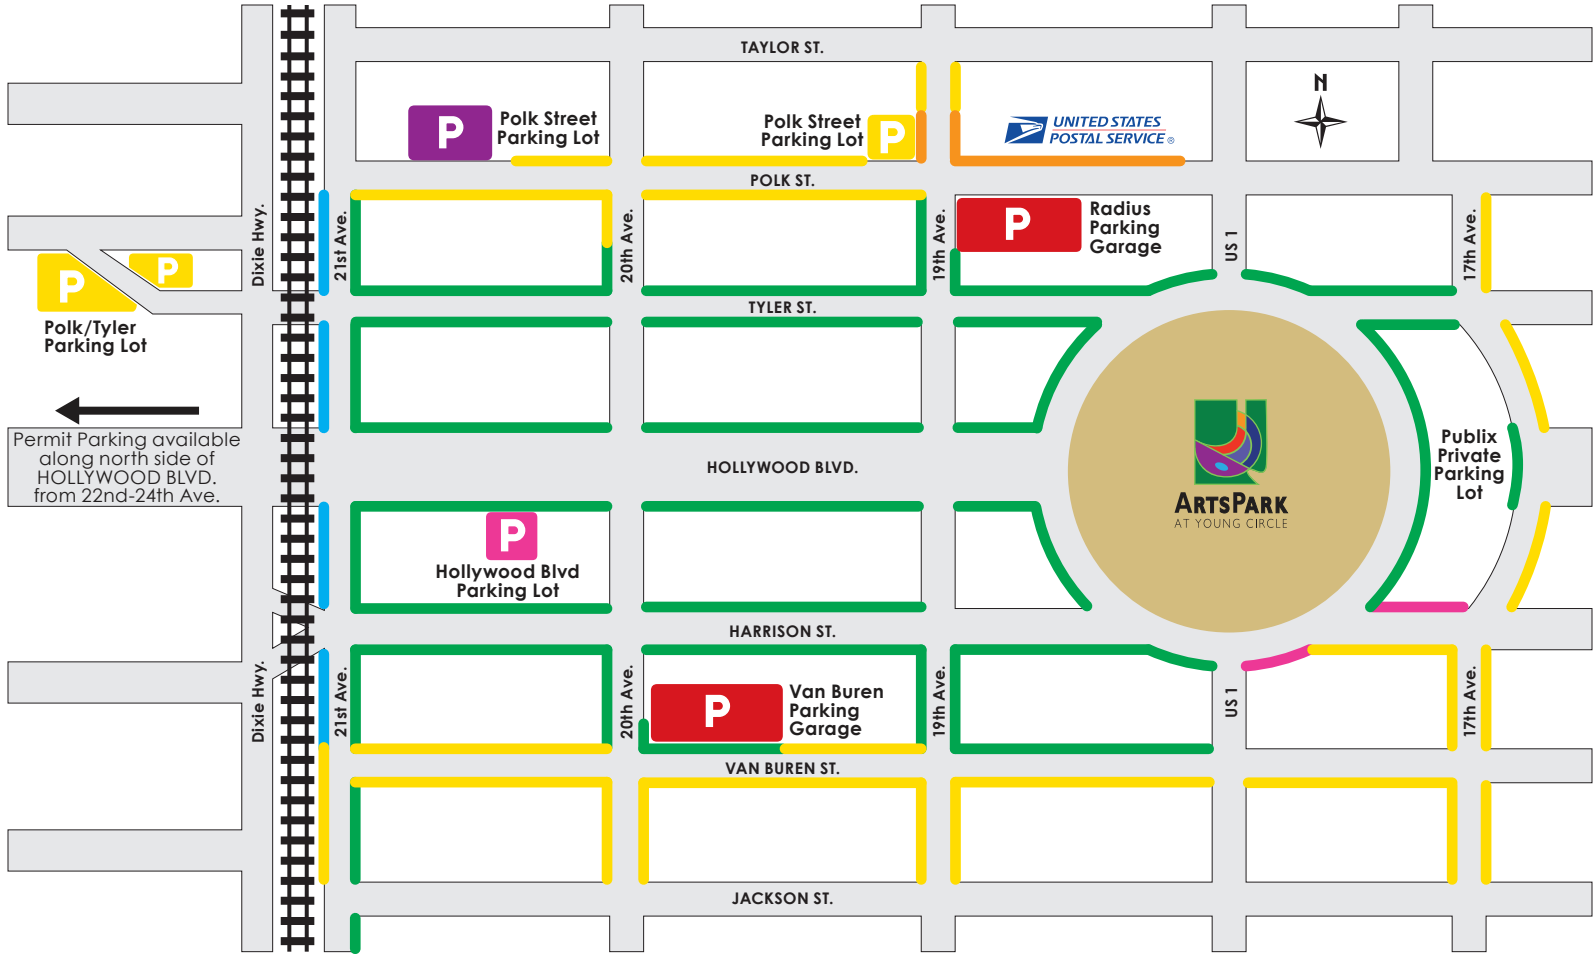 TAYLOR ST.
N
P
Polk Street
Parking Lot
Polk Street
Parking Lot
P
UNITED STATES
POSTAL SERVICE ®
POLK ST.
Dixie Hwy.
21st Ave.
20th Ave.
19th Ave.
P
Radius
Parking
Garage
US 1
17th Ave.
P
P
Polk/Tyler
Parking Lot
TYLER ST.
Permit Parking available
along north side of
HOLLYWOOD BLVD.
from 22nd-24th Ave.
HOLLYWOOD BLVD.
ARTSPARK
AT YOUNG CIRCLE
Publix
Private
Parking
Lot
P
Hollywood Blvd
Parking Lot
HARRISON ST.
Dixie Hwy.
21st Ave.
20th Ave.
P
Van Buren
Parking
Garage
19th Ave.
US 1
17th Ave.
VAN BUREN ST.
JACKSON ST.